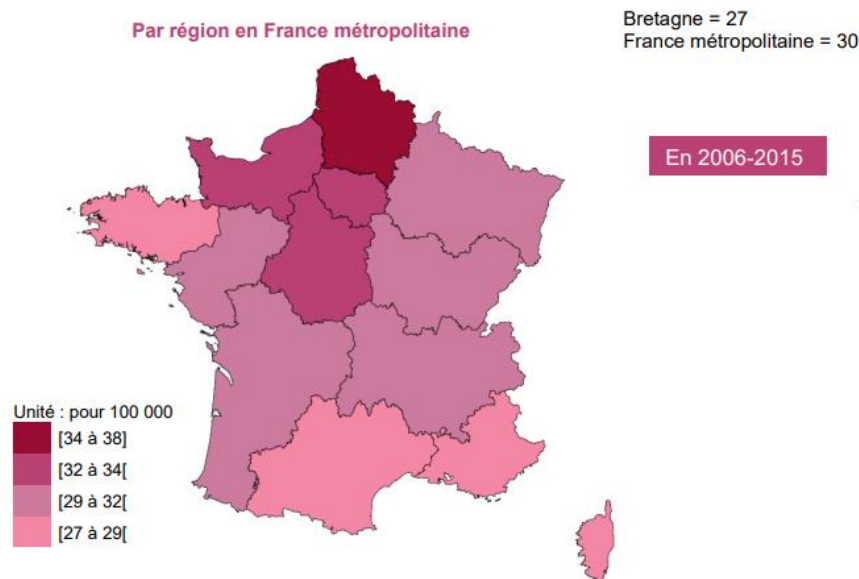 Par région en France métropolitaine
Bretagne = 27
France métropolitaine = 30
En 2006-2015
Unité : pour 100 000
[34 à 38]
[32 à 34[
[29 à 32[
[27 à 29[